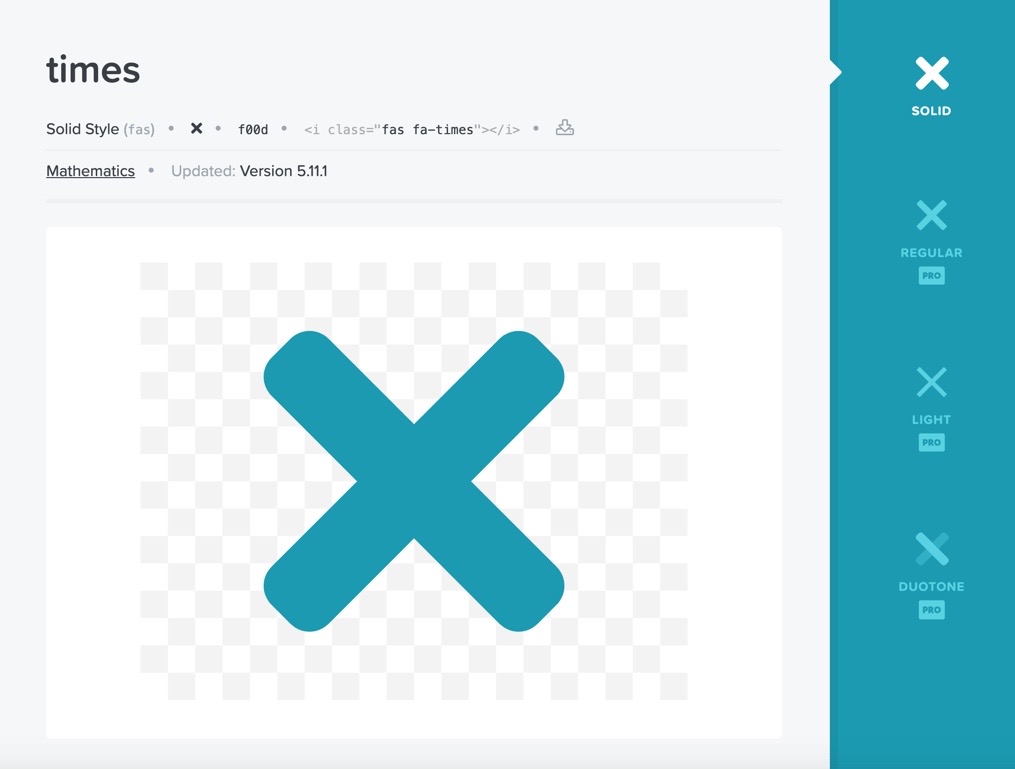 times
Solid Style (fas) • • f00d • <i class="fas fa-times"></i> •
Mathematics • Updated: Version 5.11.1
SOLID
REGULAR
PRO
LIGHT
PRO
DUOTONE
PRO